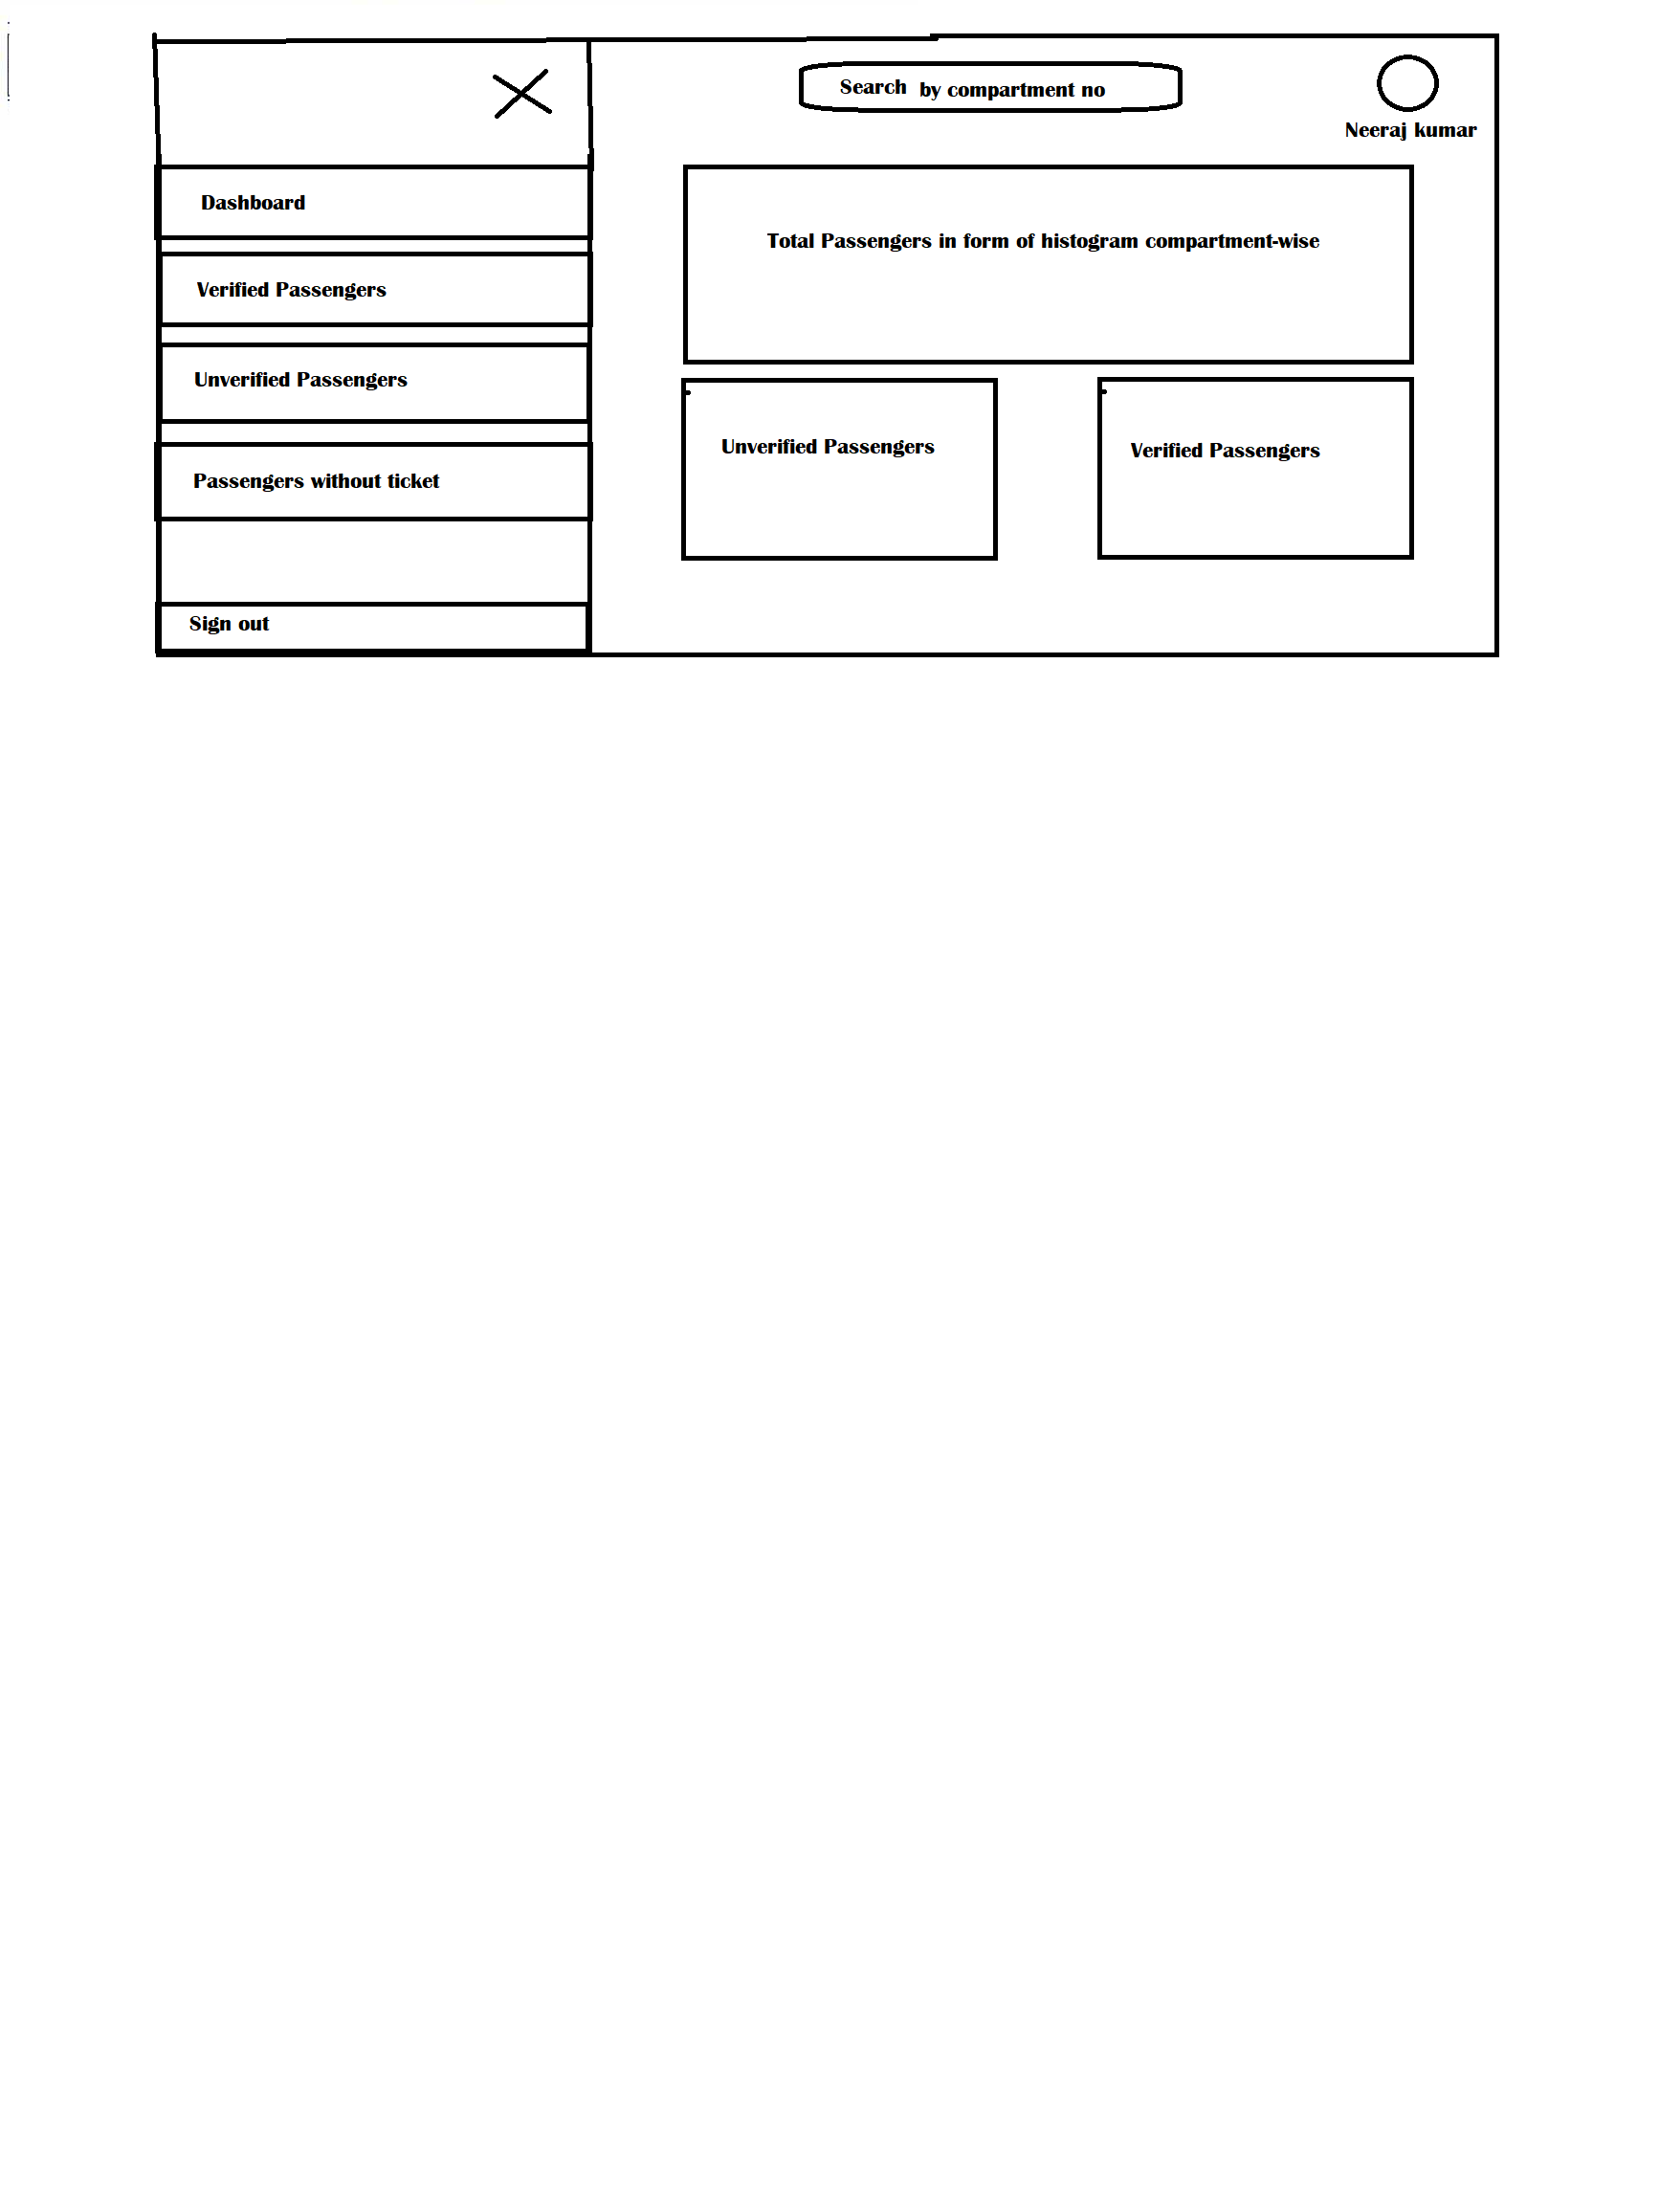 Search by compartment no
Neeraj kumar
Dashboard
Verified Passengers
Unverified Passengers
Passengers without ticket
Sign out
Total Passengers in form of histogram compartment-wise
Unverified Passengers
Verified Passengers